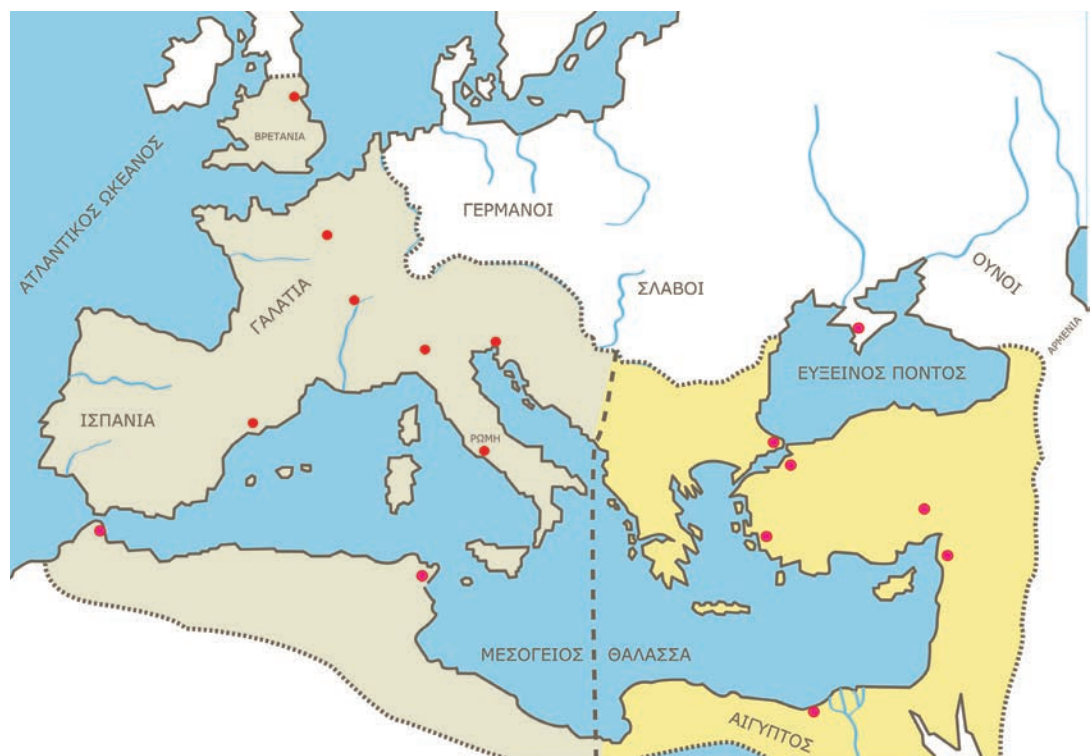 ΒΡΕΤΑΝΙΑ
ΑΤΛΑΝΤΙΚΟΣ ΩΚΕΑΝΟΣ
ΓΕΡΜΑΝΟΙ
ΟΥΝΟΙ
ΣΛΑΒΟΙ
ΑΡΜΕΝΙΑ
ΓΑΛΑΤΙΑ
ΕΥΞΕΙΝΟΣ ΠΟΝΤΟΣ
ΙΣΠΑΝΙΑ
ΡΩΜΗ
ΜΕΣΟΓΕΙΟΣ ΘΑΛΑΣΣΑ
ΑΙΓΥΠΤΟΣ